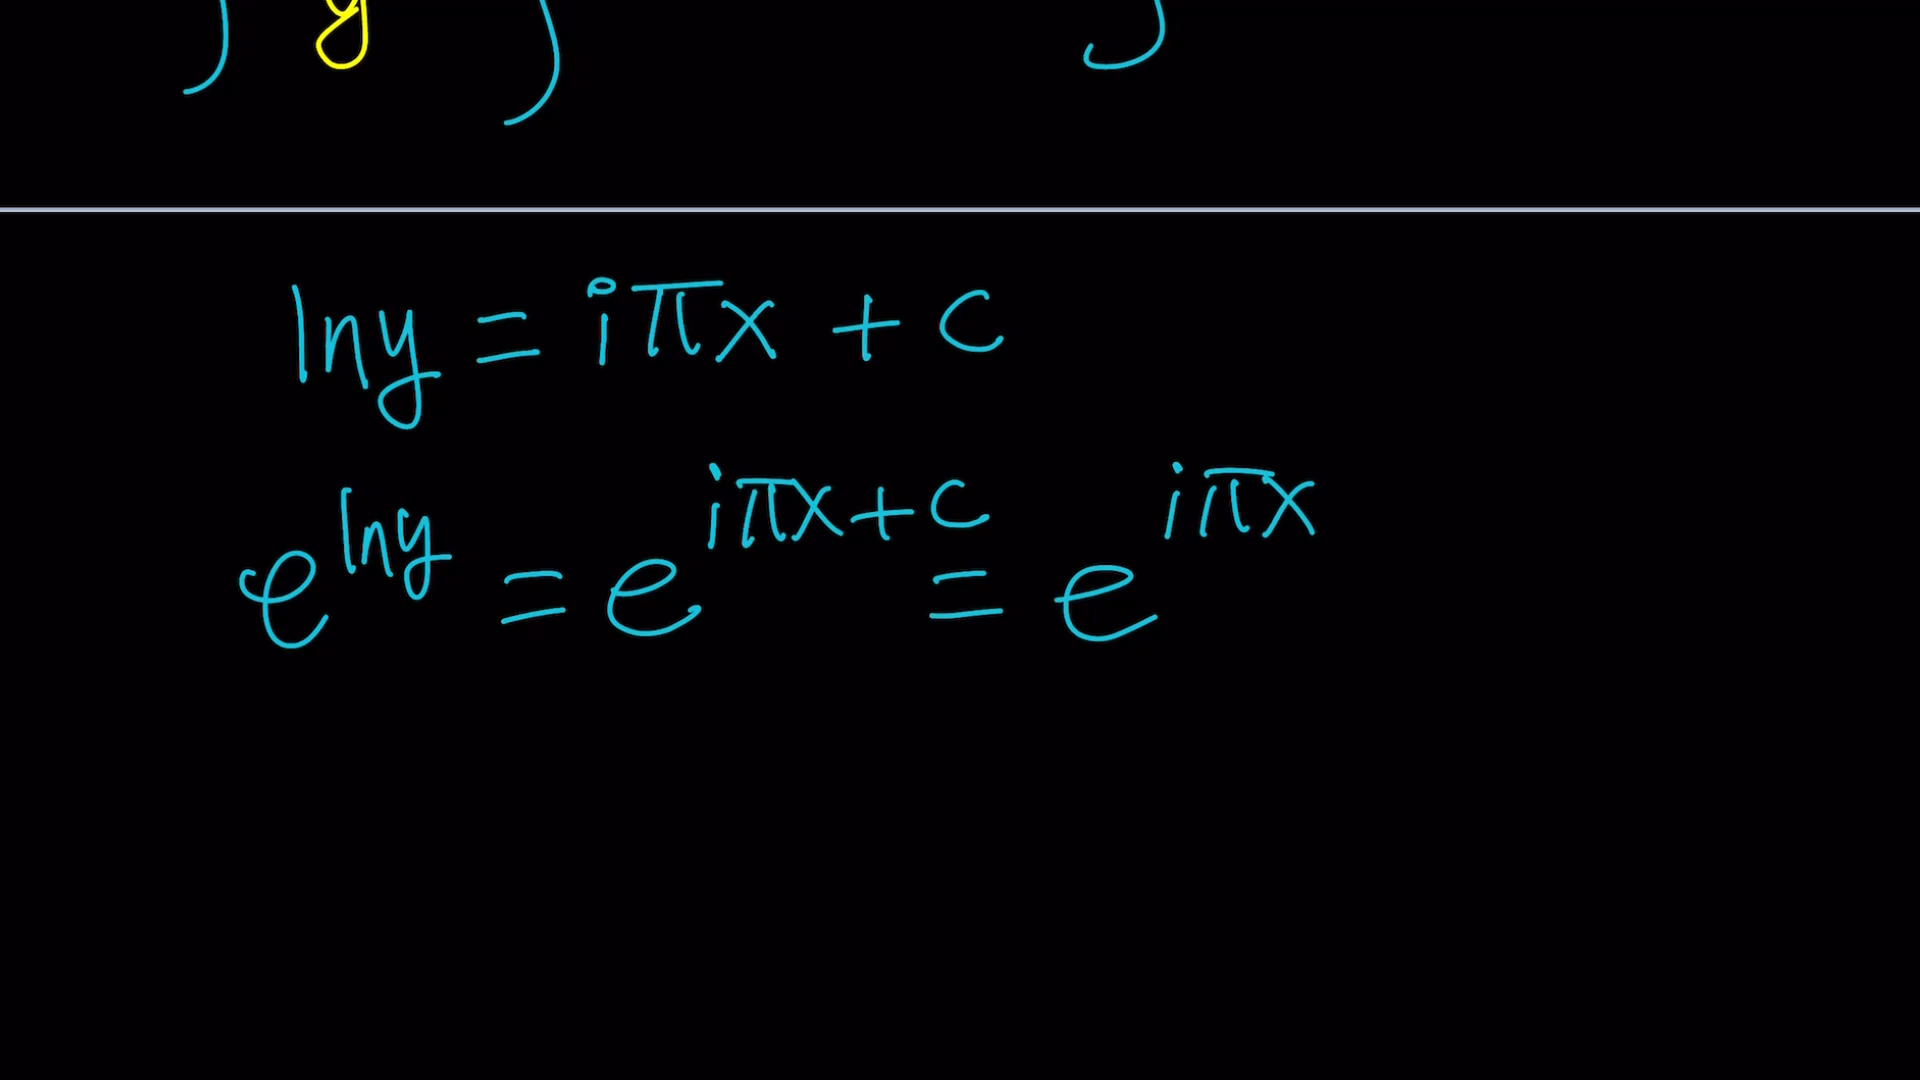 ∫ y ∫ ∫
ln y = iπx + c
e^{ln y} = e^{iπx + c} = e^{iπx}